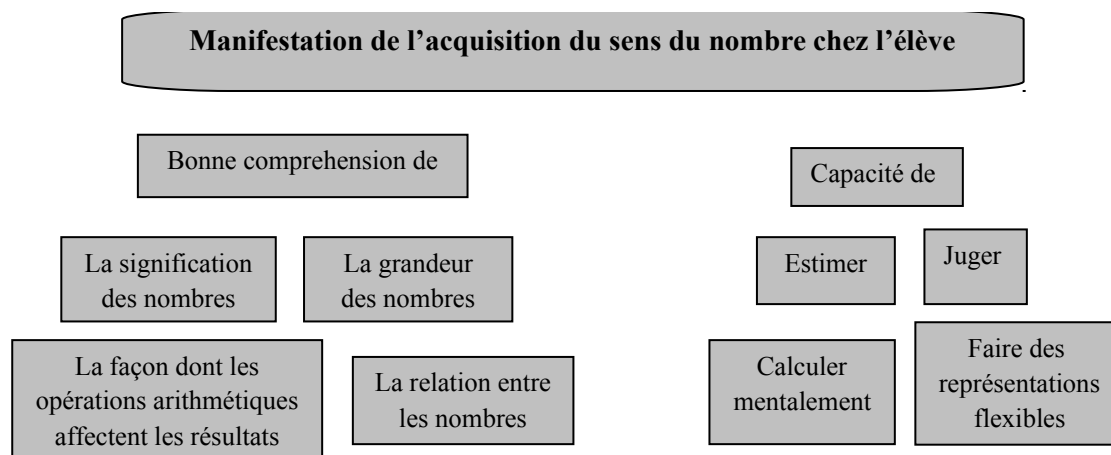 Manifestation de l’acquisition du sens du nombre chez l’élève
Bonne comprehension de
Capacité de
La signification
des nombres
La grandeur
des nombres
Estimer
Juger
La façon dont les
opérations arithmétiques
affectent les résultats
La relation entre
les nombres
Calculer
mentalement
Faire des
représentations
flexibles